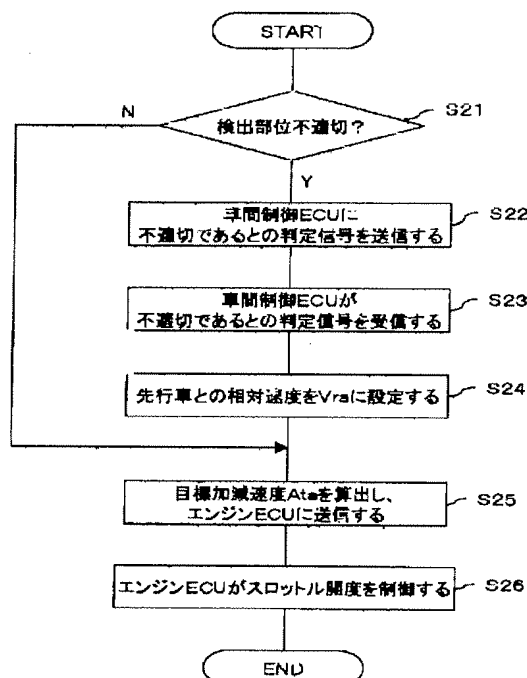 START
N
検出部位不適切？
S21
Y
車間制御ECUに
不適切であるとの判定信号を送信する
S22
車間制御ECUが
不適切であるとの判定信号を受信する
S23
先行車との相対速度をVraに設定する
S24
目標加減速度Ataを算出し、
エンジンECUに送信する
S25
エンジンECUがスロットル開度を制御する
S26
END